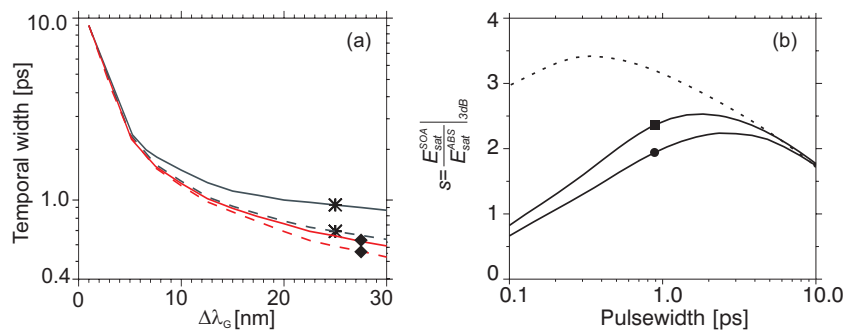 10.0
1.0
0.4
Temporal width [ps]
(a)
0
10
20
30
Δλ_G [nm]
4
3
2
1
0
s= E_sat^SOA / E_sat^ABS |_3dB
(b)
0.1
1.0
10.0
Pulsewidth [ps]